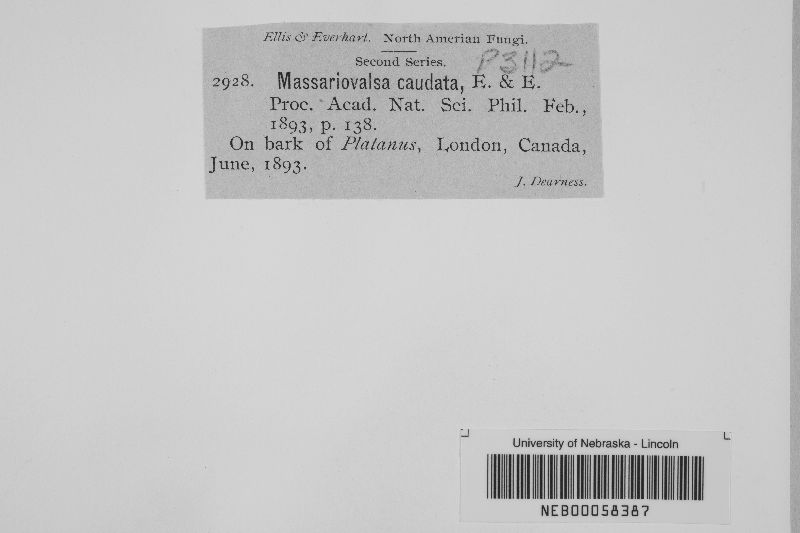 Ellis & Everhart. North Amerian Fungi.
Second Series.
P3112
2928. Massariovalsa caudata, E. & E.
Proc. Acad. Nat. Sci. Phil. Feb.,
1893, p. 138.
On bark of Platanus, London, Canada,
June, 1893.
J. Dearness.
University of Nebraska - Lincoln
NEB00058387